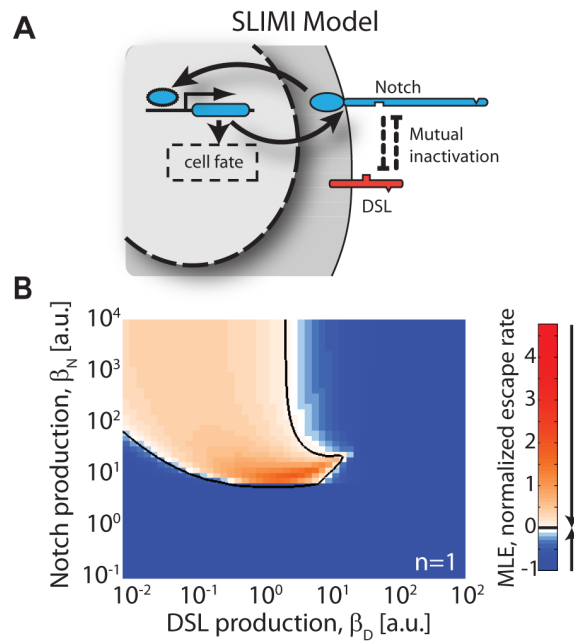 SLIMI Model
A
Notch
Mutual
inactivation
cell fate
DSL
B
Notch production, β_N [a.u.]
10^4
10^3
10^2
10^1
10^0
10^-1
n=1
10^-2
10^-1
10^0
10^1
10^2
DSL production, β_D [a.u.]
MLE, normalized escape rate
4
3
2
1
0
-1